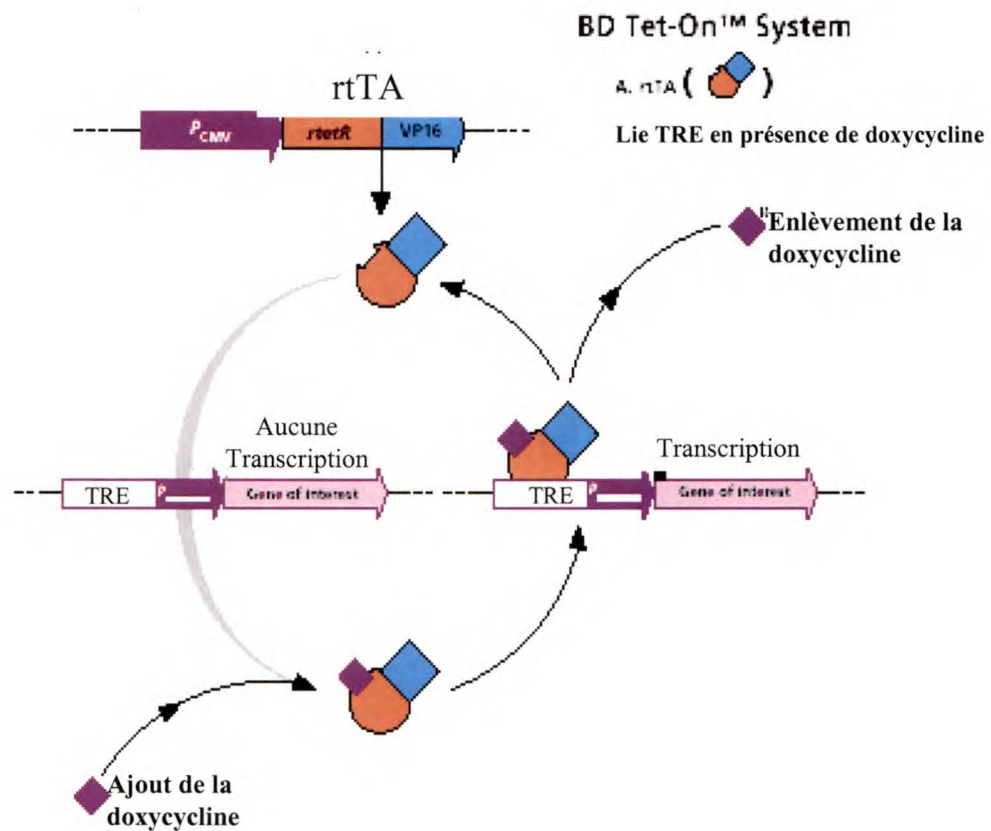 BD Tet-On™ System
rtTA
A. rtTA ( )
PCMV rtetR VP16
Lie TRE en présence de doxycycline
Enlèvement de la
doxycycline
Aucune
Transcription
TRE P Gene of interest
Transcription
TRE P Gene of interest
Ajout de la
doxycycline